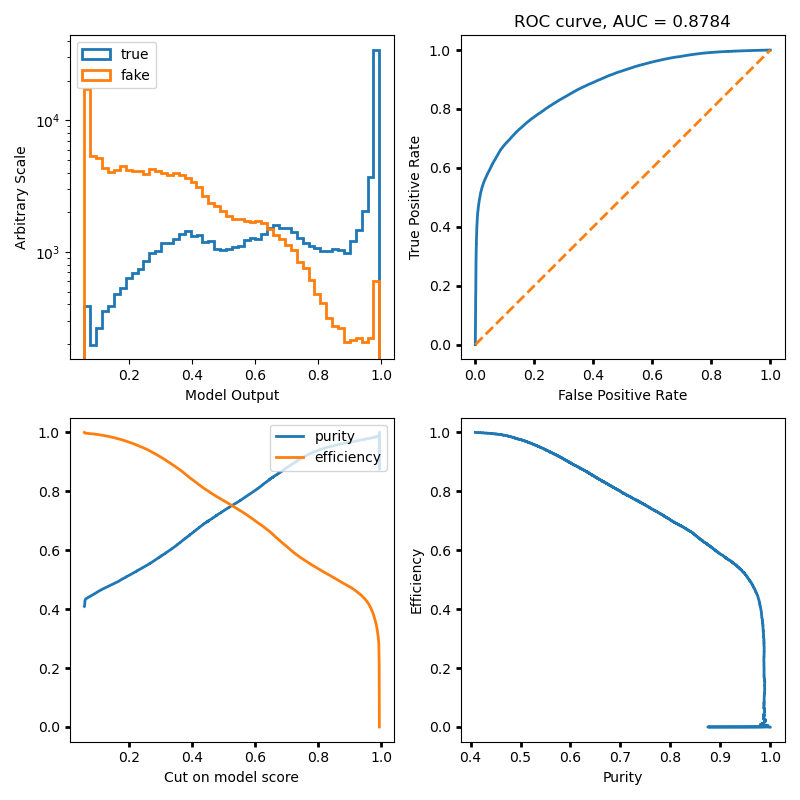 true
fake
10^4
10^3
Arbitrary Scale
0.2 0.4 0.6 0.8 1.0
Model Output
ROC curve, AUC = 0.8784
1.0
0.8
0.6
0.4
0.2
0.0
True Positive Rate
0.0 0.2 0.4 0.6 0.8 1.0
False Positive Rate
purity
efficiency
1.0
0.8
0.6
0.4
0.2
0.0
0.2 0.4 0.6 0.8 1.0
Cut on model score
1.0
0.8
0.6
0.4
0.2
0.0
Efficiency
0.4 0.5 0.6 0.7 0.8 0.9 1.0
Purity